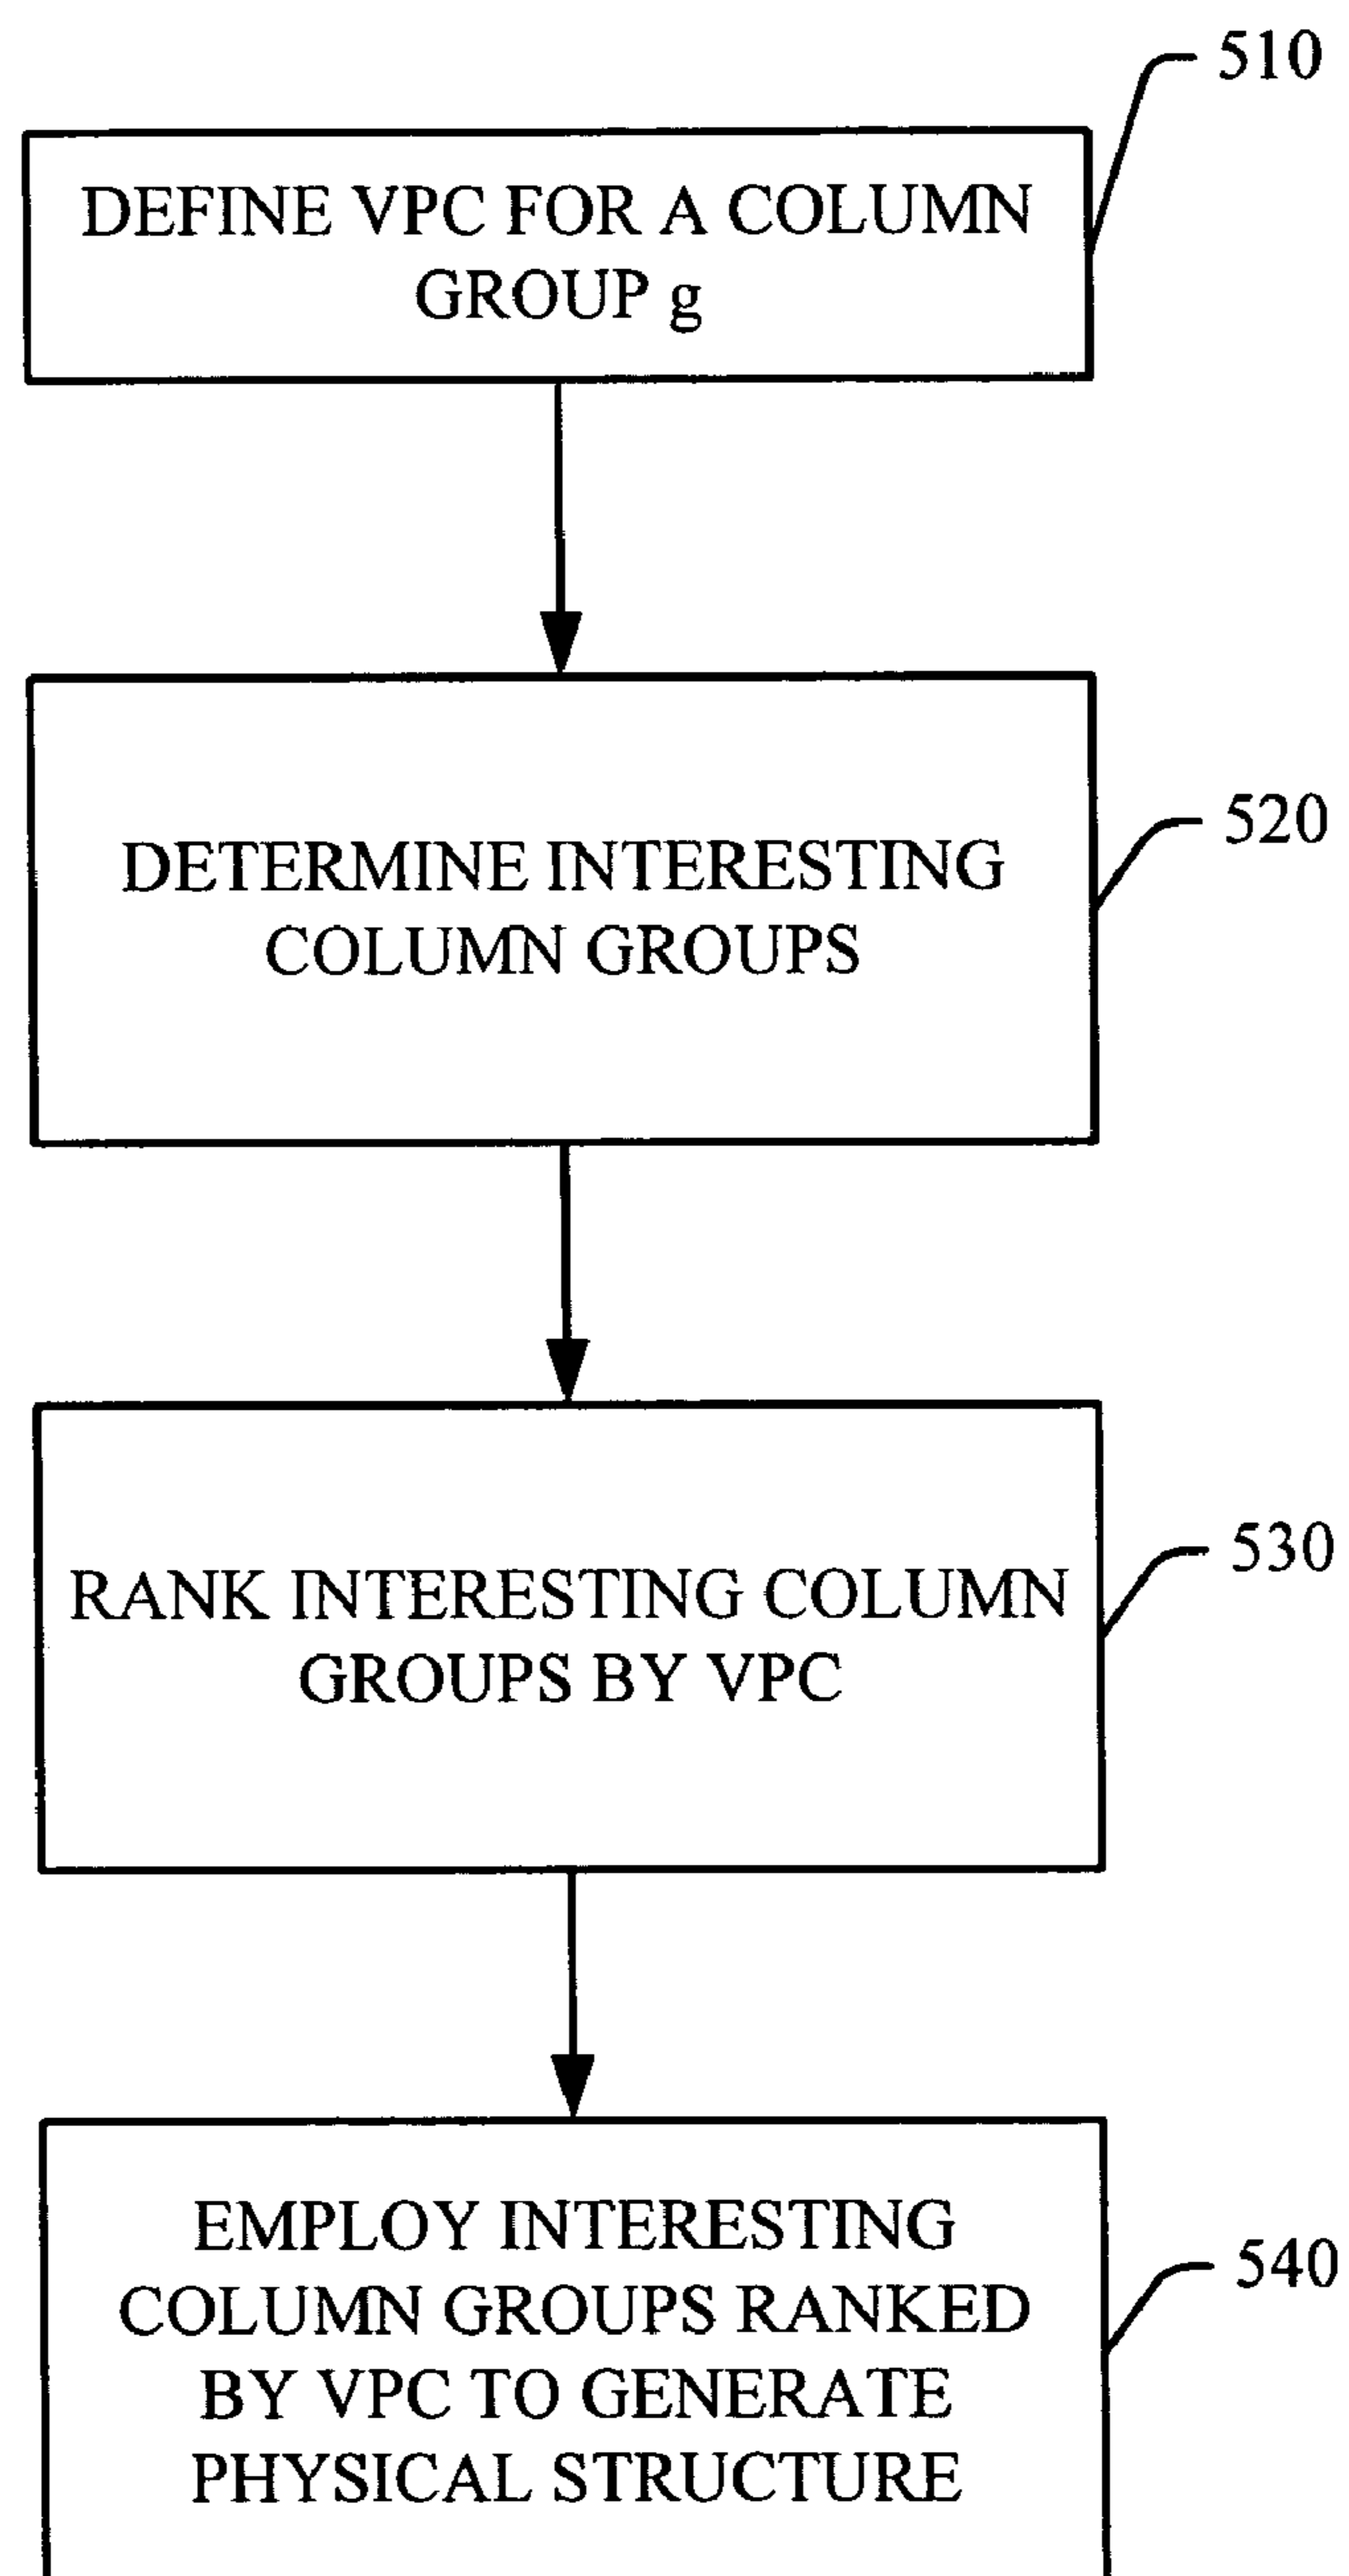 510
DEFINE VPC FOR A COLUMN
GROUP g
520
DETERMINE INTERESTING
COLUMN GROUPS
530
RANK INTERESTING COLUMN
GROUPS BY VPC
540
EMPLOY INTERESTING
COLUMN GROUPS RANKED
BY VPC TO GENERATE
PHYSICAL STRUCTURE